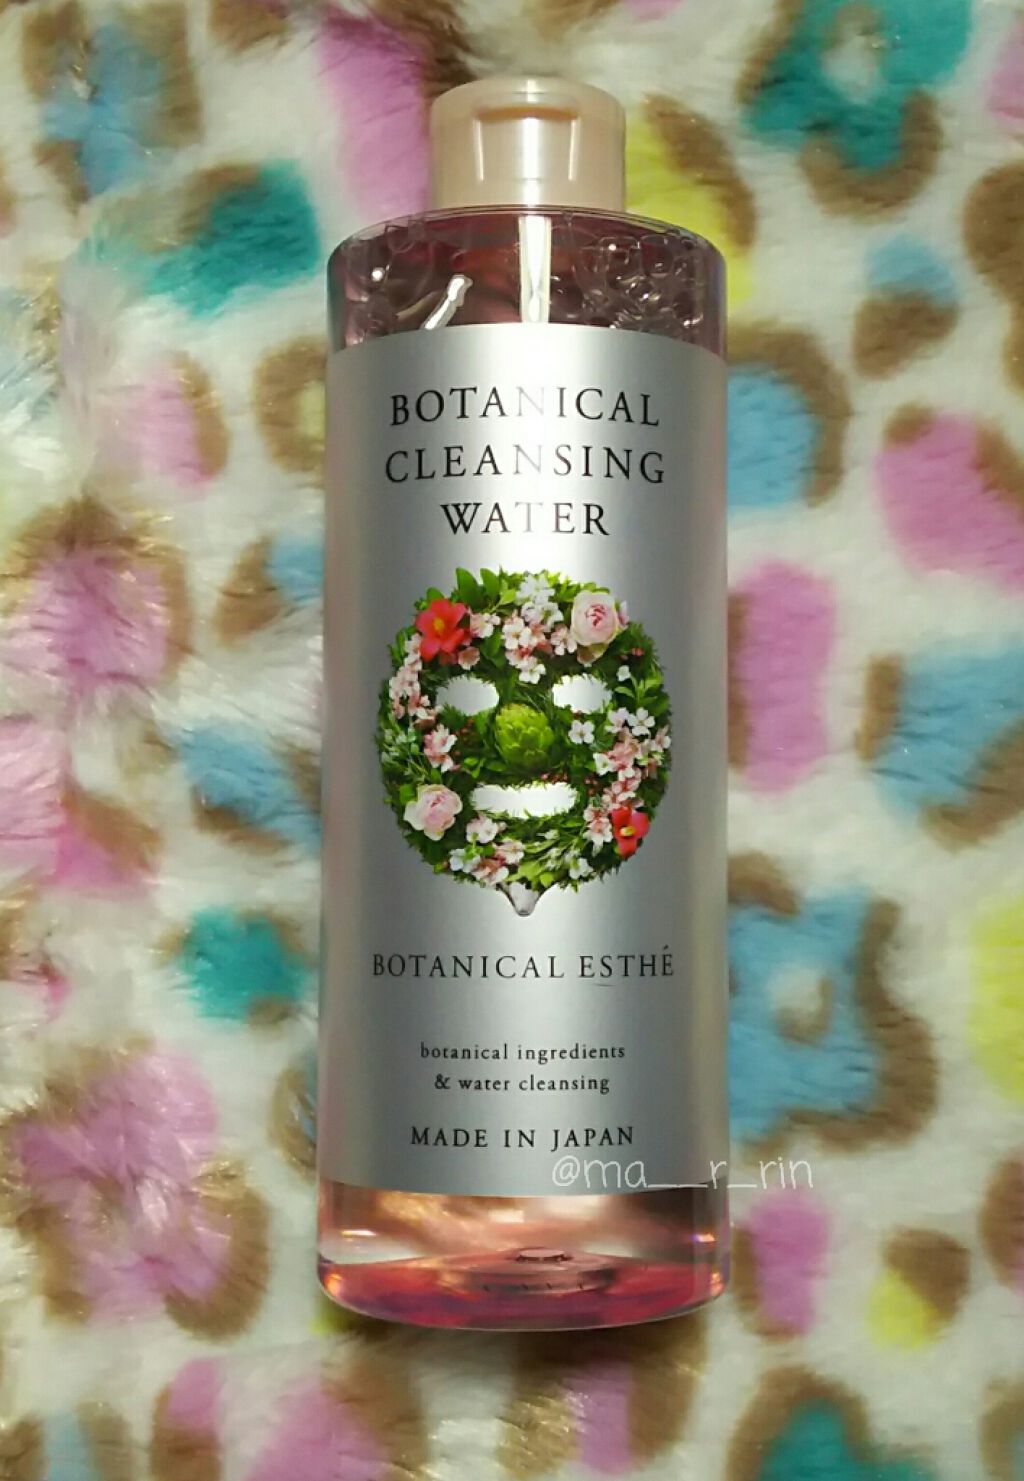 BOTANICAL
CLEANSING
WATER
BOTANICAL ESTHÉ
botanical ingredients
& water cleansing
MADE IN JAPAN
@ma__r_rin